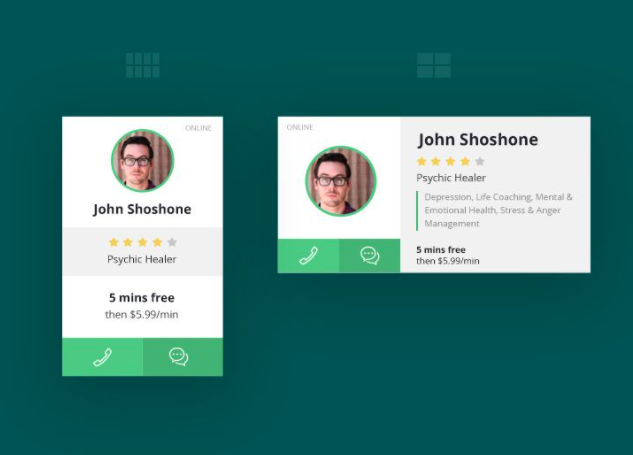 ONLINE
John Shoshone
Psychic Healer
5 mins free
then $5.99/min
ONLINE
John Shoshone
Psychic Healer
Depression, Life Coaching, Mental &
Emotional Health, Stress & Anger
Management
5 mins free
then $5.99/min